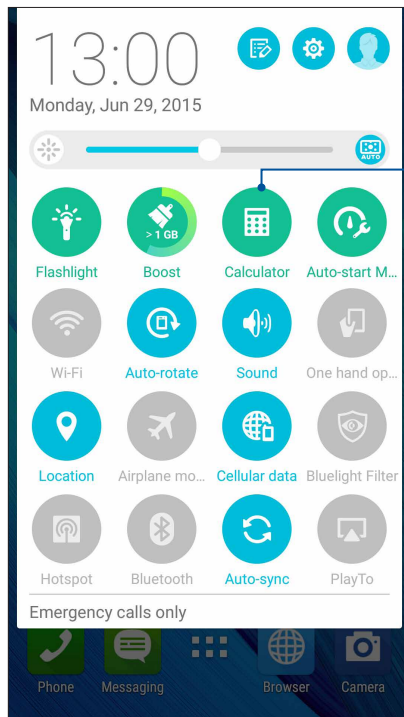 13:00
Monday, Jun 29, 2015
AUTO
> 1 GB
Flashlight Boost Calculator Auto-start M...
Wi-Fi Auto-rotate Sound One hand op...
Location Airplane mo... Cellular data Bluelight Filter
Hotspot Bluetooth Auto-sync PlayTo
Emergency calls only
Phone Messaging Browser Camera